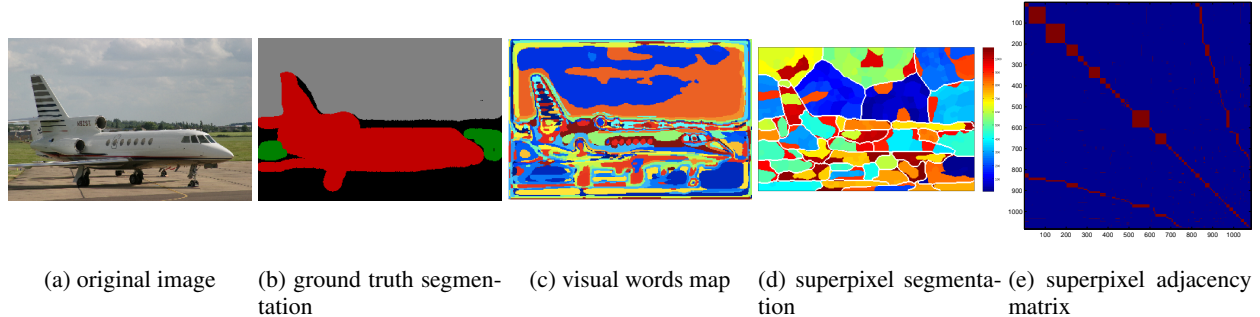 N825T
100
200
300
400
500
600
700
800
900
1000
100 200 300 400 500 600 700 800 900 1000
(a) original image
(b) ground truth segmen-
tation
(c) visual words map
(d) superpixel segmenta-
tion
(e) superpixel adjacency
matrix